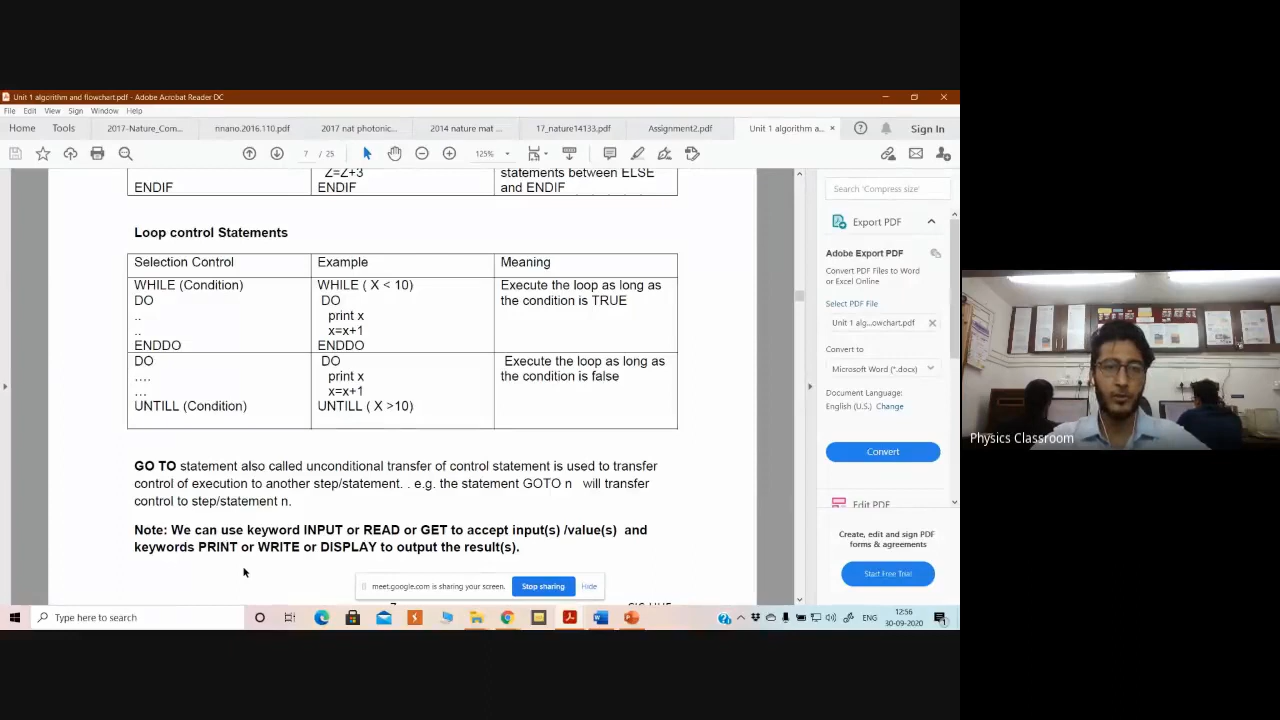 Unit 1 algorithm and flowchart.pdf - Adobe Acrobat Reader DC
File Edit View Sign Window Help
Home Tools 2017-Nature_Com... nnano.2016.110.pdf 2017 nat photonic... 2014 nature mat ... 17_nature14133.pdf Assignment2.pdf Unit 1 algorithm a... × Sign In
7 / 25 125%
Z=Z+3 statements between ELSE
ENDIF ENDIF and ENDIF
Loop control Statements
Selection Control Example Meaning
WHILE (Condition) WHILE ( X < 10) Execute the loop as long as
DO DO the condition is TRUE
.. print x
.. x=x+1
ENDDO ENDDO
DO DO Execute the loop as long as
.... print x the condition is false
... x=x+1
UNTILL (Condition) UNTILL ( X >10)
GO TO statement also called unconditional transfer of control statement is used to transfer
control of execution to another step/statement. . e.g. the statement GOTO n will transfer
control to step/statement n.
Note: We can use keyword INPUT or READ or GET to accept input(s) /value(s) and
keywords PRINT or WRITE or DISPLAY to output the result(s).
meet.google.com is sharing your screen. Stop sharing Hide
Search 'Compress size'
Export PDF
Adobe Export PDF
Convert PDF Files to Word
or Excel Online
Select PDF File
Unit 1 alg...owchart.pdf
Convert to
Microsoft Word (*.docx)
Document Language:
English (U.S.) Change
Convert
Edit PDF
Create, edit and sign PDF
forms & agreements
Start Free Trial
Type here to search
ENG
12:56
30-09-2020
Physics Classroom